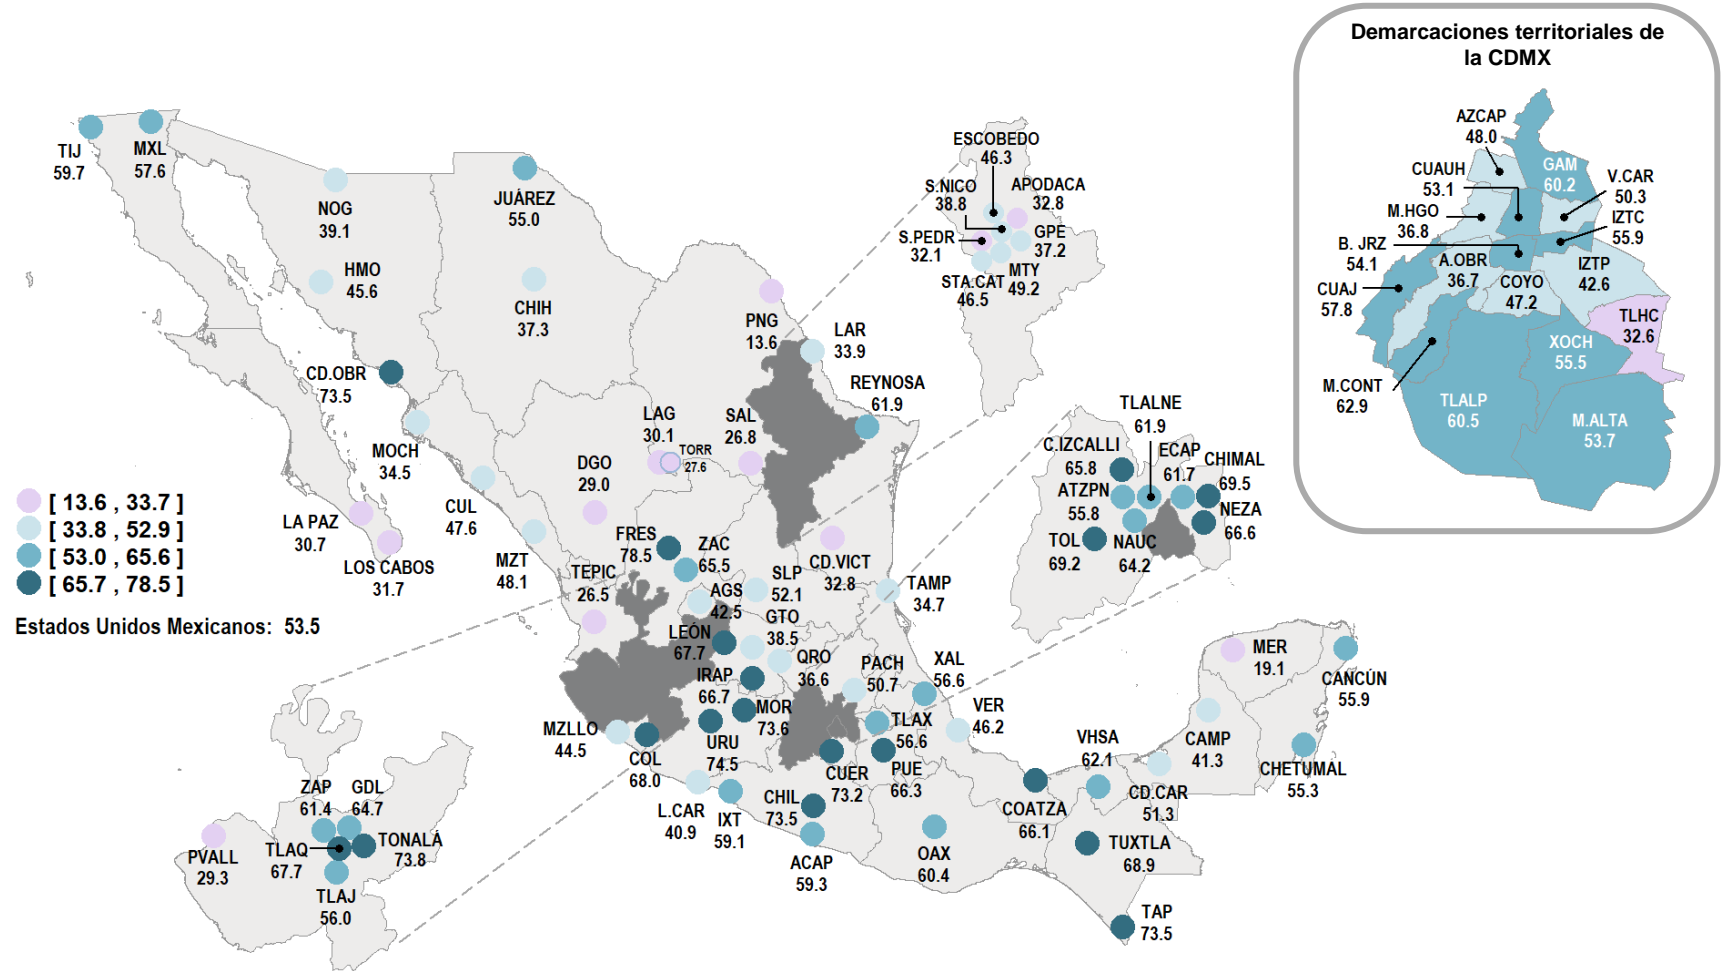 Demarcaciones territoriales de
la CDMX
AZCAP
48.0
CUAUH
53.1
GAM
60.2
V.CAR
50.3
M.HGO
36.8
IZTC
55.9
B. JRZ
54.1
A.OBR
36.7
IZTP
42.6
CUAJ
57.8
COYO
47.2
TLHC
32.6
XOCH
55.5
M.CONT
62.9
TLALP
60.5
M.ALTA
53.7
TIJ
59.7
MXL
57.6
NOG
39.1
JUÁREZ
55.0
HMO
45.6
CHIH
37.3
CD.OBR
73.5
MOCH
34.5
CUL
47.6
LA PAZ
30.7
LOS CABOS
31.7
MZT
48.1
DGO
29.0
LAG
30.1
TORR
27.6
SAL
26.8
PNG
13.6
LAR
33.9
REYNOSA
61.9
ESCOBEDO
46.3
S.NICO
38.8
APODACA
32.8
S.PEDR
32.1
GPE
37.2
STA.CAT
46.5
MTY
49.2
TLALNE
61.9
C.IZCALLI
65.8
ECAP
61.7
CHIMAL
69.5
ATZPN
55.8
NEZA
66.6
TOL
69.2
NAUC
64.2
[ 13.6 , 33.7 ]
[ 33.8 , 52.9 ]
[ 53.0 , 65.6 ]
[ 65.7 , 78.5 ]
Estados Unidos Mexicanos: 53.5
FRES
78.5
ZAC
65.5
TEPIC
26.5
AGS
42.5
SLP
52.1
CD.VICT
32.8
TAMP
34.7
LEÓN
67.7
GTO
38.5
QRO
36.6
IRAP
66.7
PACH
50.7
XAL
56.6
MOR
73.6
MZLLO
44.5
COL
68.0
URU
74.5
TLAX
56.6
VER
46.2
CUER
73.2
PUE
66.3
L.CAR
40.9
IXT
59.1
CHIL
73.5
ACAP
59.3
OAX
60.4
COATZA
66.1
VHSA
62.1
CD.CAR
51.3
TUXTLA
68.9
TAP
73.5
MER
19.1
CANCÚN
55.9
CAMP
41.3
CHETUMAL
55.3
ZAP
61.4
GDL
64.7
PVALL
29.3
TLAQ
67.7
TONALÁ
73.8
TLAJ
56.0